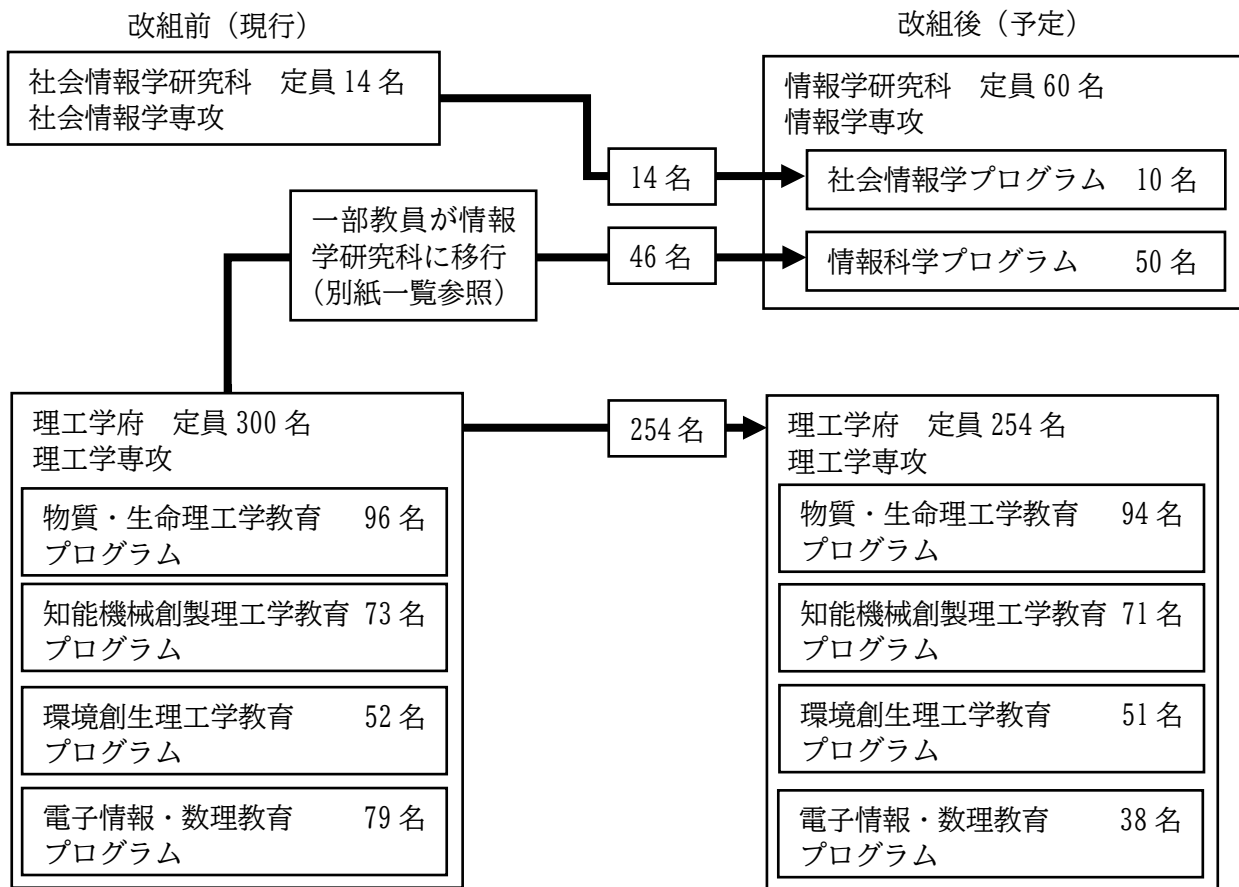 改組前（現行）
社会情報学研究科　定員 14 名
社会情報学専攻
改組後（予定）
情報学研究科　定員 60 名
情報学専攻
14 名
社会情報学プログラム　10 名
一部教員が情報
学研究科に移行
（別紙一覧参照）
46 名
情報科学プログラム　50 名
理工学府　定員 300 名
理工学専攻
物質・生命理工学教育　96 名
プログラム
知能機械創製理工学教育 73 名
プログラム
環境創生理工学教育　52 名
プログラム
電子情報・数理教育　79 名
プログラム
254 名
理工学府　定員 254 名
理工学専攻
物質・生命理工学教育　94 名
プログラム
知能機械創製理工学教育 71 名
プログラム
環境創生理工学教育　51 名
プログラム
電子情報・数理教育　38 名
プログラム